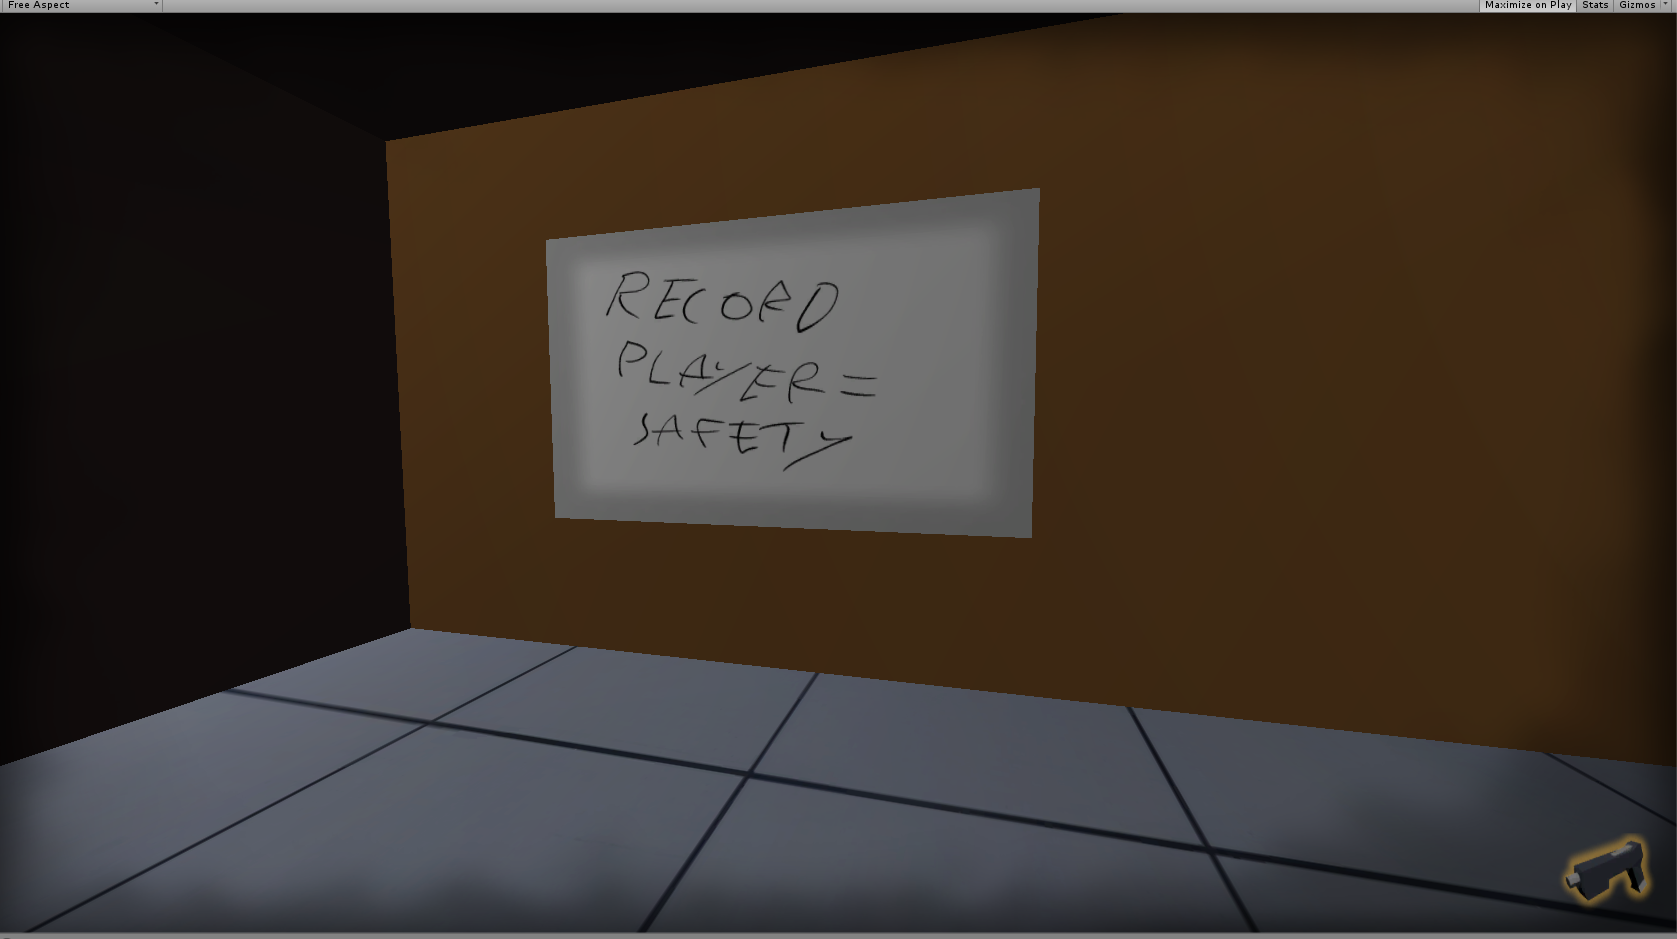 Free Aspect
Maximize on Play
Stats
Gizmos
RECORD
PLAYER =
SAFETY